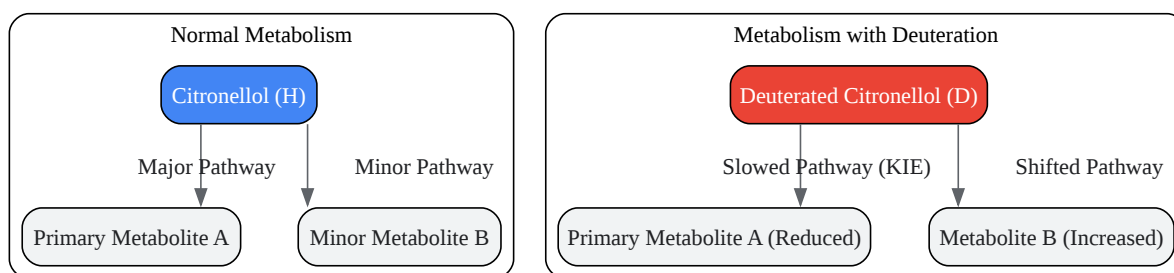 Normal Metabolism
Citronellol (H)
Major Pathway
Minor Pathway
Primary Metabolite A
Minor Metabolite B
Metabolism with Deuteration
Deuterated Citronellol (D)
Slowed Pathway (KIE)
Shifted Pathway
Primary Metabolite A (Reduced)
Metabolite B (Increased)